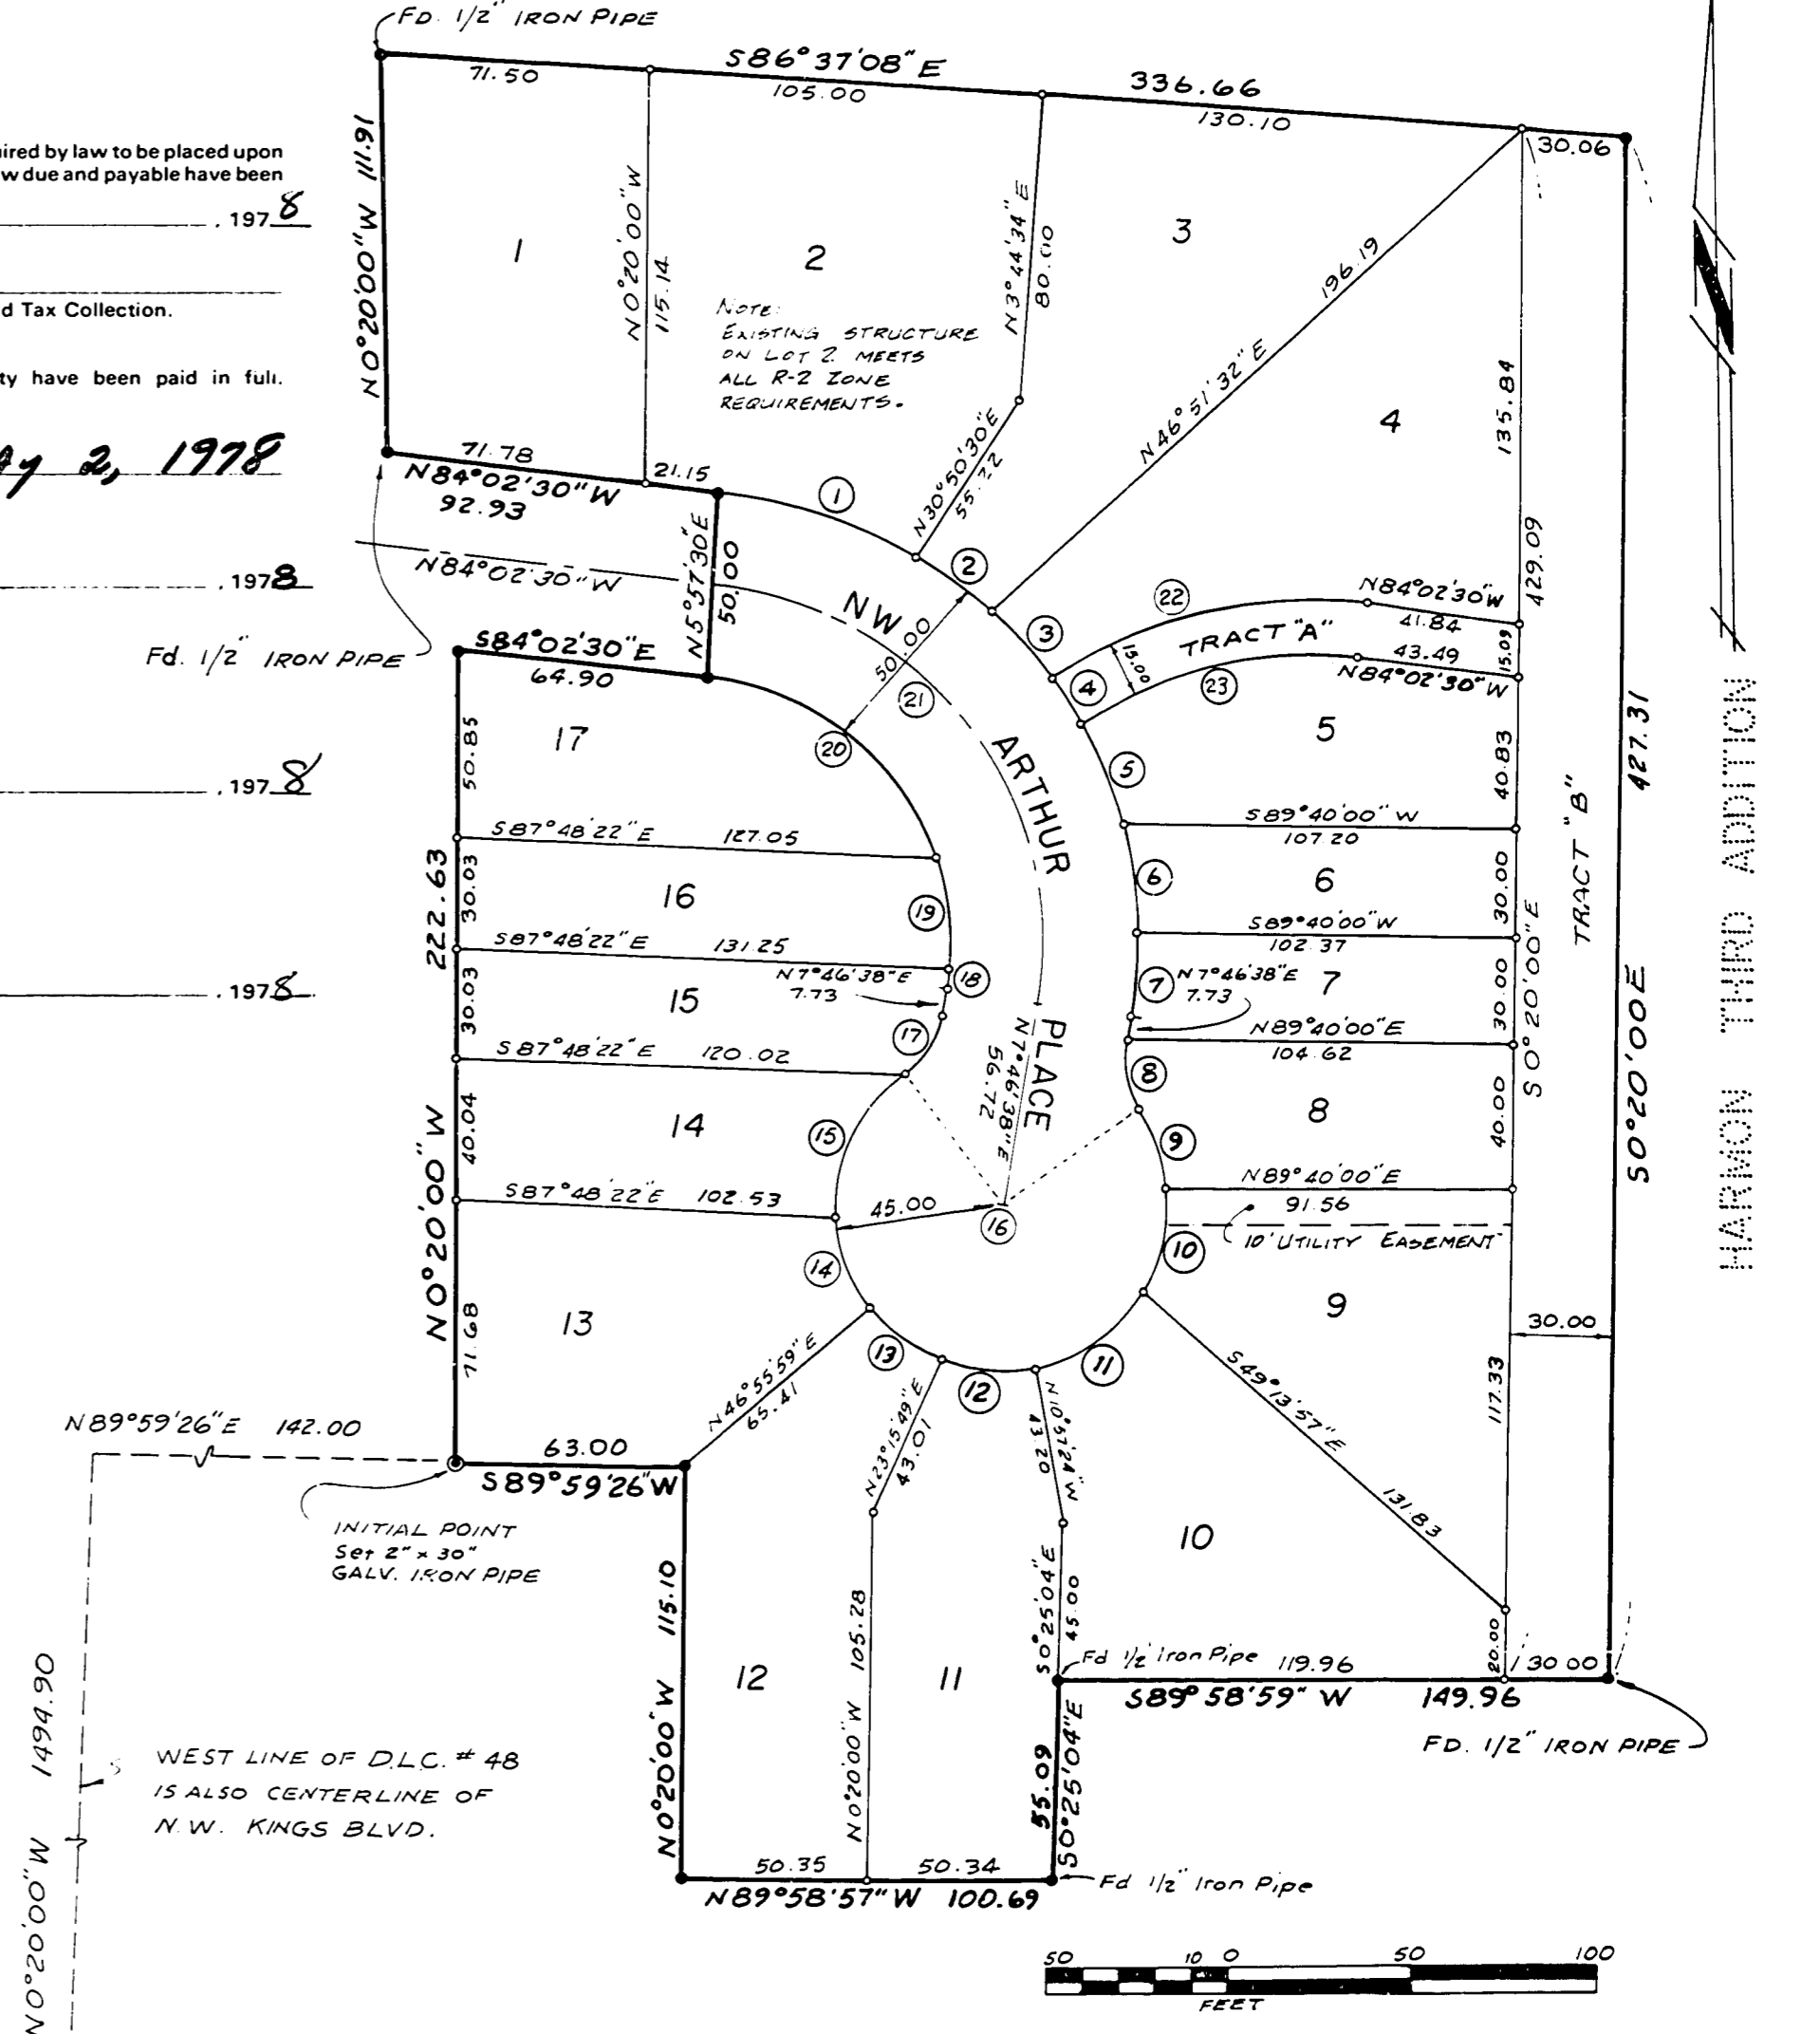 FD. 1/2" IRON PIPE
S86°37'08"E
336.66
71.50
105.00
130.10
30.06
ired by law to be placed upon
w due and payable have been
, 1978
d Tax Collection.
ty have been paid in full.
2, 1978
, 1978
, 1978
, 1978
N0°20'00"W 111.91
1
N0°20'00"W
115.14
2
NOTE:
EXISTING STRUCTURE
ON LOT 2 MEETS
ALL R-2 ZONE
REQUIREMENTS.
N3°44'34"E
80.00
3
196.19
N46°51'32"E
4
135.84
429.09
71.78
21.15
N84°02'30"W
92.93
1
N30°50'30"E
55.22
2
N84°02'30"W
N5°57'30"E
50.00
NW
ARTHUR
PLACE
50.00
21
3
22
N84°02'30"W
41.84
TRACT "A"
15.00
15.09
43.49
N84°02'30"W
4
23
Fd. 1/2" IRON PIPE
S84°02'30"E
64.90
50.85
17
20
5
5
40.83
427.31
HARMON THIRD ADDITION
S87°48'22"E 127.05
S89°40'00"W
107.20
TRACT "B"
222.63
30.03
16
19
6
6
30.00
S87°48'22"E 131.25
S89°40'00"W
102.37
N7°46'38"E
7.73
18
7
N7°46'38"E
7.73
7
30.00
S0°20'00"E
S0°20'00E
30.03
15
17
N89°40'00"E
104.62
S87°48'22"E 120.02
N7°46'38"E
56.72
8
8
40.00
N0°20'00"W
40.04
14
15
9
S87°48'22"E 102.53
45.00
16
N89°40'00"E
91.56
10' UTILITY EASEMENT
10
14
71.68
13
9
30.00
13
12
11
N46°55'59"E
65.41
N23°15'49"E
43.01
N10°57'24"W
43.20
S49°13'57"E
131.83
117.33
N89°59'26"E 142.00
63.00
S89°59'26"W
INITIAL POINT
Set 2" x 30"
GALV. IRON PIPE
10
N0°20'00"W 115.10
12
N0°20'00"W 105.28
11
S0°25'04"E
45.00
Fd 1/2" Iron Pipe
119.96
20.00
30.00
S89°58'59"W 149.96
FD. 1/2" IRON PIPE
55.09
S0°25'04"E
N0°20'00"W 1494.90
WEST LINE OF D.L.C. # 48
IS ALSO CENTERLINE OF
N.W. KINGS BLVD.
50.35
50.34
N89°58'57"W 100.69
Fd 1/2" Iron Pipe
50 10 0 50 100
FEET